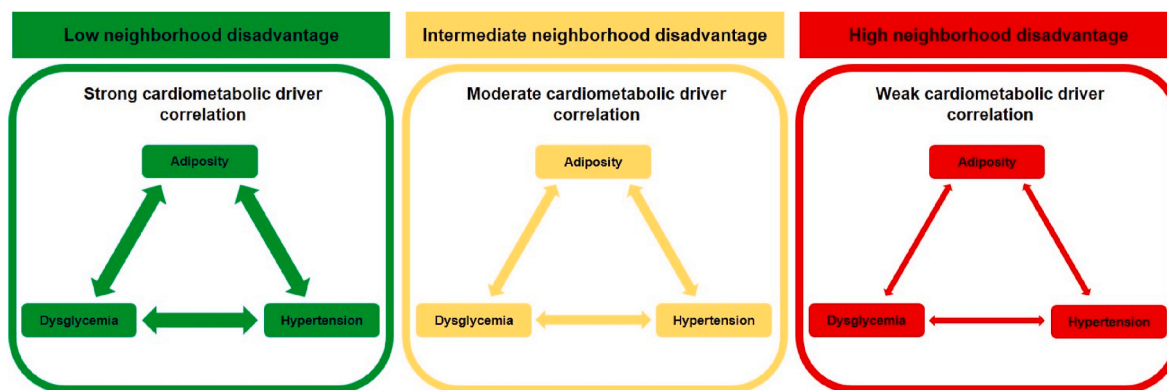 Low neighborhood disadvantage
Strong cardiometabolic driver
correlation
Adiposity
Dysglycemia
Hypertension
Intermediate neighborhood disadvantage
Moderate cardiometabolic driver
correlation
Adiposity
Dysglycemia
Hypertension
High neighborhood disadvantage
Weak cardiometabolic driver
correlation
Adiposity
Dysglycemia
Hypertension